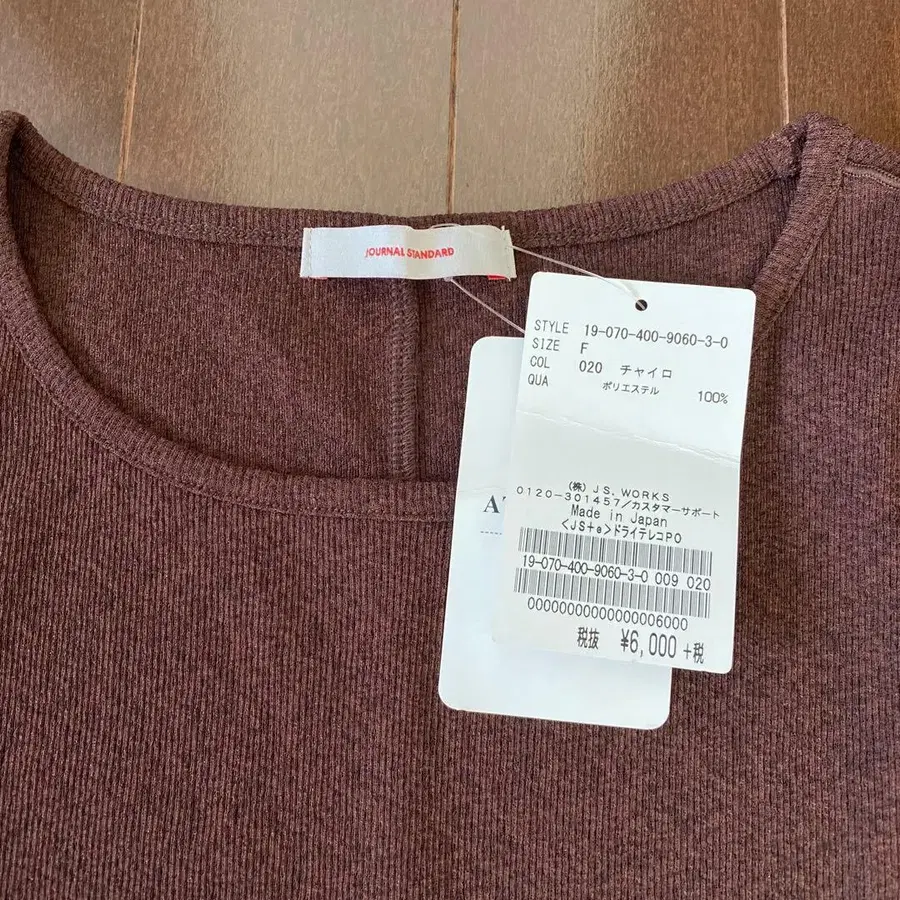 JOURNAL STANDARD
STYLE 19-070-400-9060-3-0
SIZE F
COL 020 チャイロ
QUA ポリエステル 100%
(株)JS.WORKS
0120-301457/カスタマーサポート
Made in Japan
<JS+e>ドライテレコPO
19-070-400-9060-3-0 009 020
00000000000000006000
税抜 ¥6,000+税